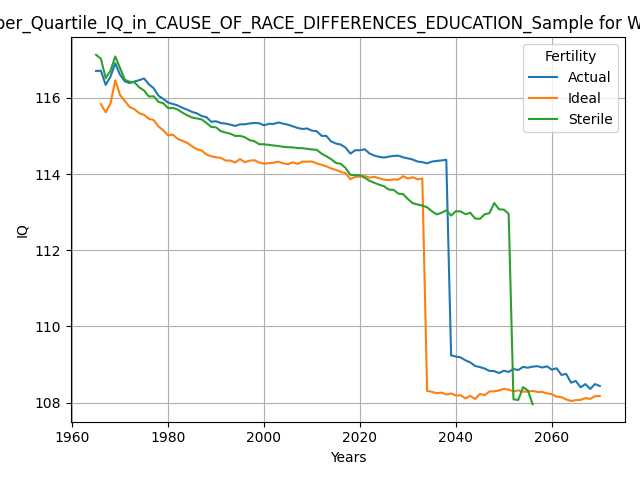 per_Quartile_IQ_in_CAUSE_OF_RACE_DIFFERENCES_EDUCATION_Sample for W
Fertility
Actual
Ideal
Sterile
IQ
116
114
112
110
108
1960 1980 2000 2020 2040 2060
Years